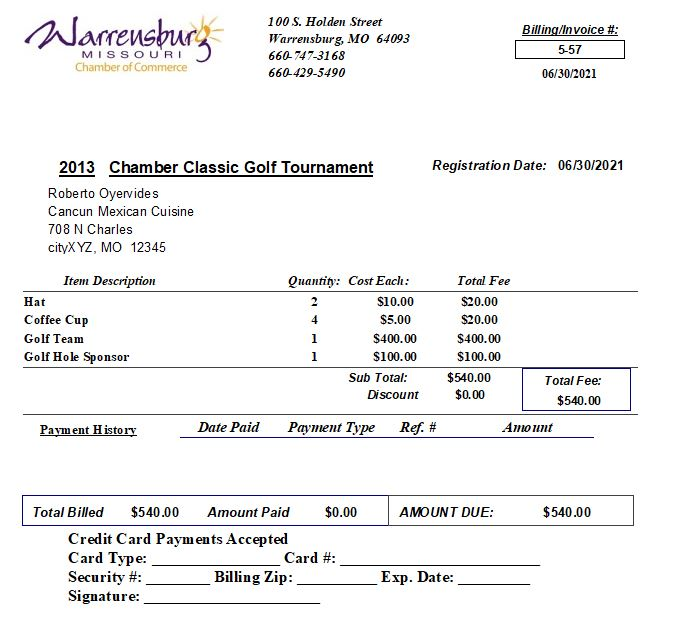 Warrensburg
MISSOURI
Chamber of Commerce
100 S. Holden Street
Warrensburg, MO 64093
660-747-3168
660-429-5490
Billing/Invoice #:
5-57
06/30/2021
2013 Chamber Classic Golf Tournament
Registration Date: 06/30/2021
Roberto Oyervides
Cancun Mexican Cuisine
708 N Charles
cityXYZ, MO 12345
Item Description Quantity: Cost Each: Total Fee
Hat 2 $10.00 $20.00
Coffee Cup 4 $5.00 $20.00
Golf Team 1 $400.00 $400.00
Golf Hole Sponsor 1 $100.00 $100.00
Sub Total: $540.00
Discount $0.00
Total Fee:
$540.00
Payment History Date Paid Payment Type Ref. # Amount
Total Billed $540.00 Amount Paid $0.00 AMOUNT DUE: $540.00
Credit Card Payments Accepted
Card Type: ______________ Card #: ______________________
Security #: _______ Billing Zip: _________ Exp. Date: ________
Signature: ____________________